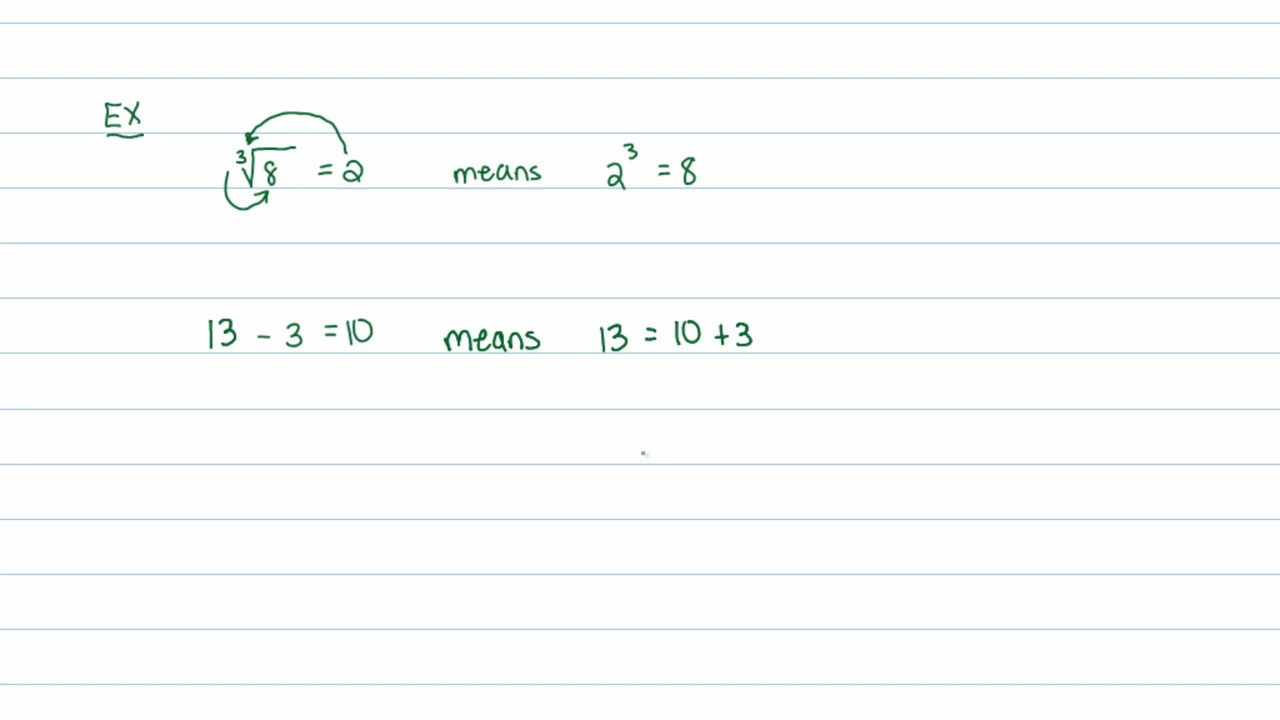 EX
∛8 = 2 means 2³ = 8
13 - 3 = 10 means 13 = 10 + 3